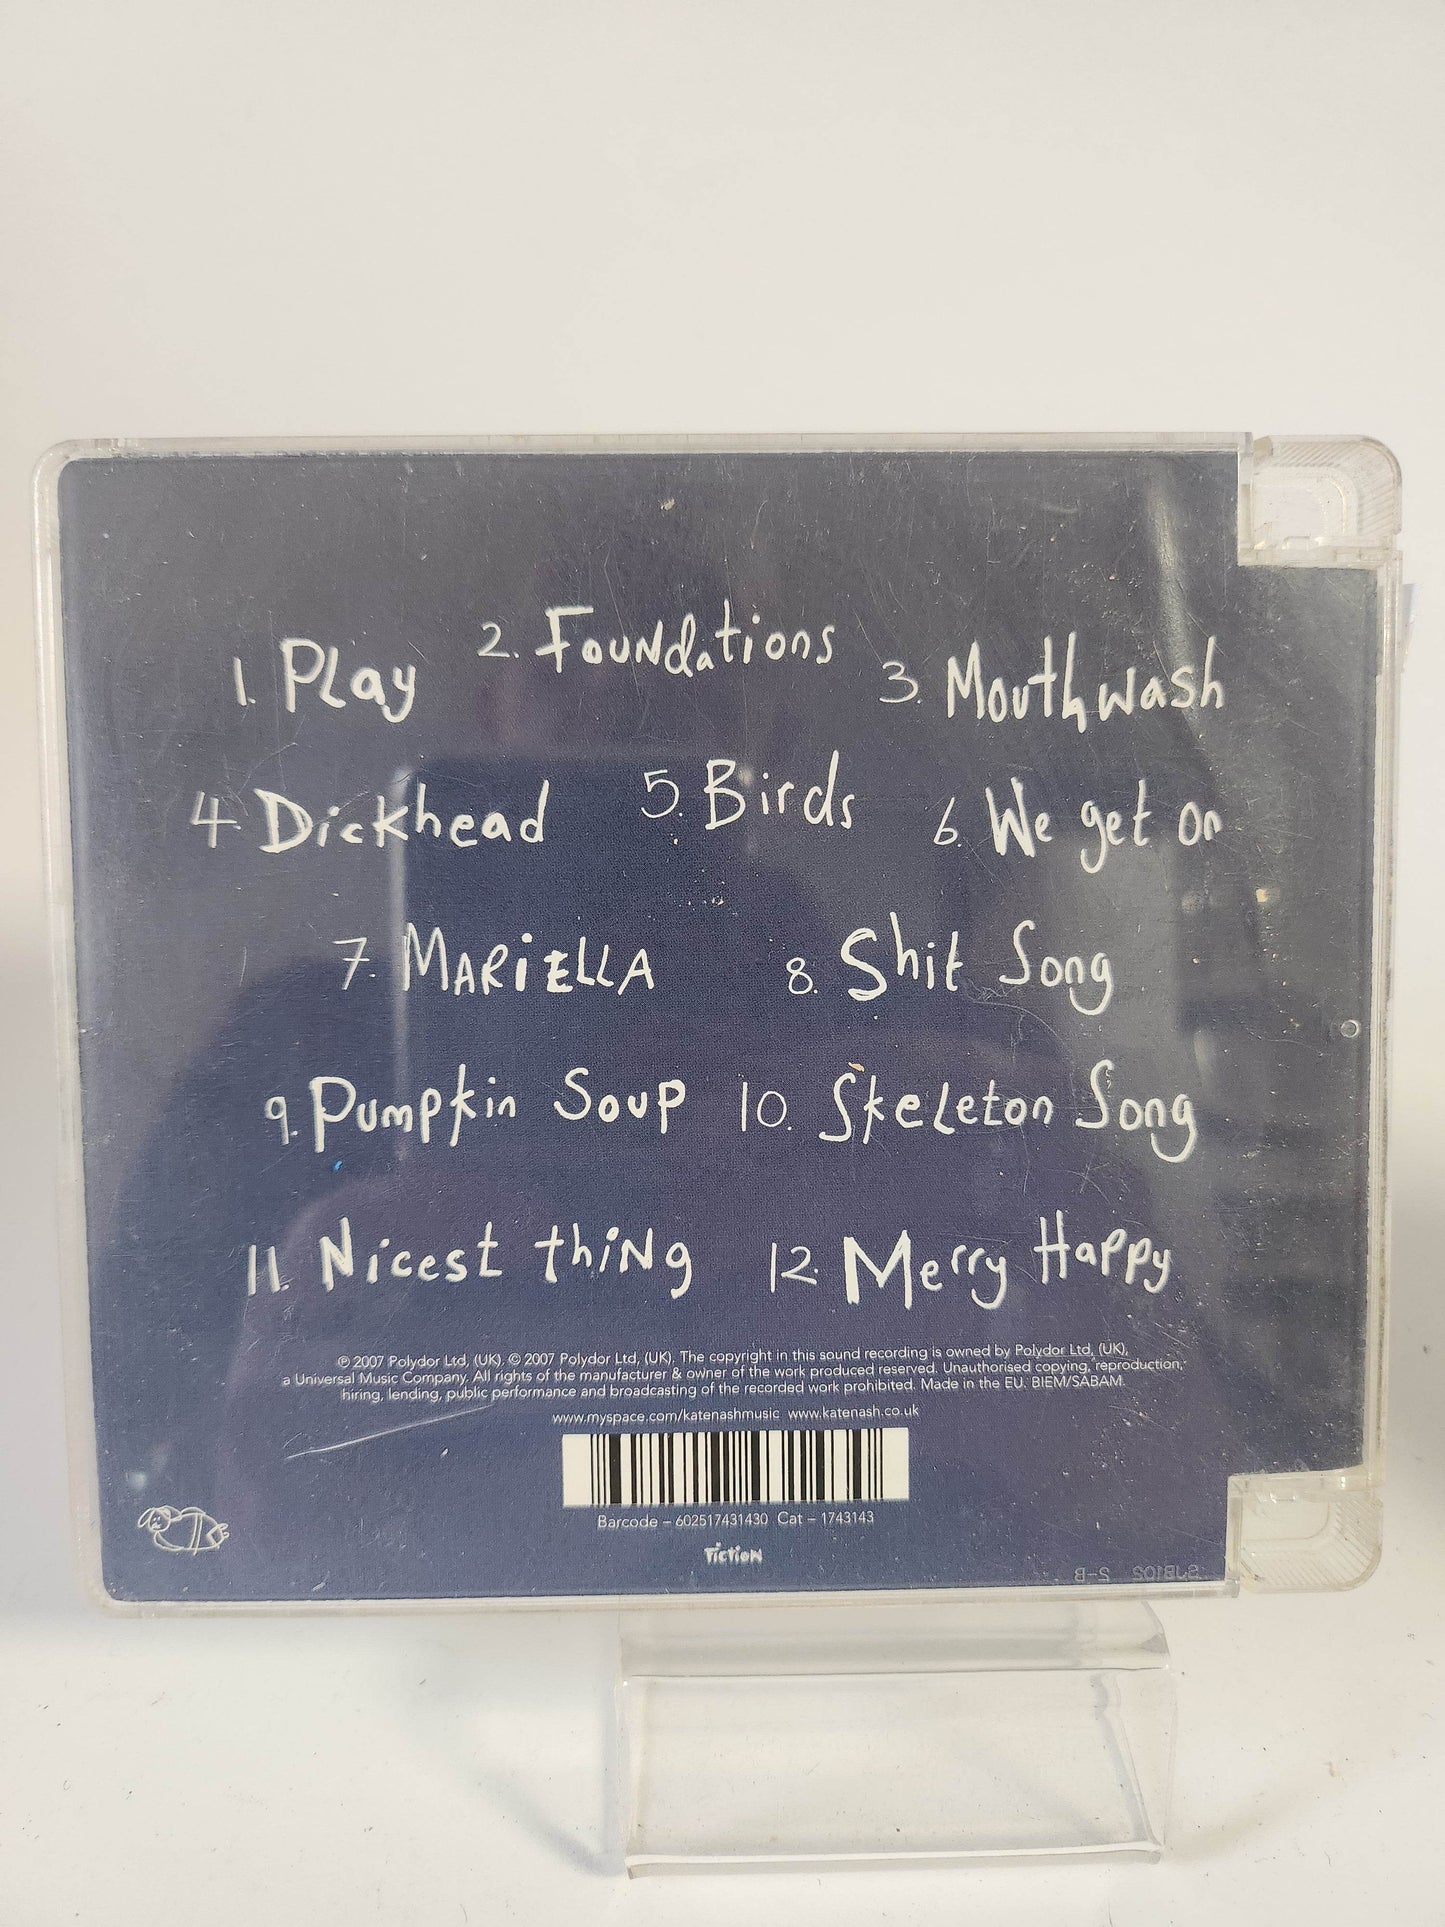 1. Play 2. Foundations 3. Mouthwash
4. Dickhead 5. Birds 6. We get on
7. MARiELLA 8. Shit Song
9. Pumpkin Soup 10. Skeleton Song
11. Nicest thiNg 12. Merry Happy
℗ 2007 Polydor Ltd, (UK), © 2007 Polydor Ltd, (UK). The copyright in this sound recording is owned by Polydor Ltd, (UK),
a Universal Music Company. All rights of the manufacturer & owner of the work produced reserved. Unauthorised copying, reproduction,
hiring, lending, public performance and broadcasting of the recorded work prohibited. Made in the EU. BIEM/SABAM.
www.myspace.com/katenashmusic www.katenash.co.uk
Barcode – 602517431430 Cat – 1743143
FictioN